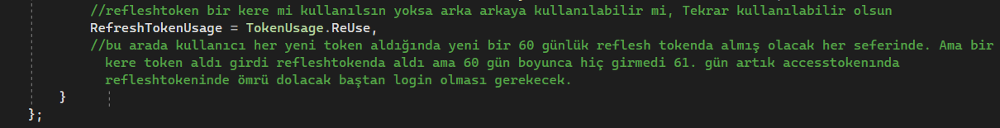 //refleshtoken bir kere mi kullanılsın yoksa arka arkaya kullanılabilir mi, Tekrar kullanılabilir olsun
RefreshTokenUsage = TokenUsage.ReUse,
//bu arada kullanıcı her yeni token aldığında yeni bir 60 günlük reflesh tokenda almış olacak her seferinde. Ama bir
kere token aldı girdi refleshtokenda aldı ama 60 gün boyunca hiç girmedi 61. gün artık accesstokenında
refleshtokeninde ömrü dolacak baştan login olması gerekecek.
}
};